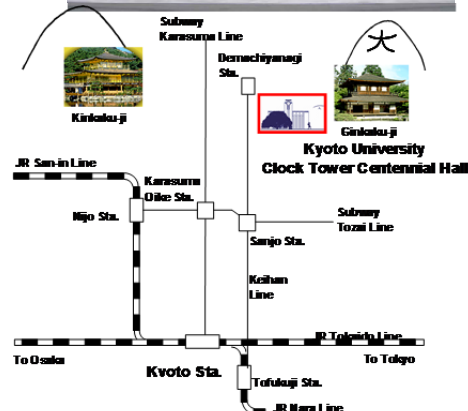 Subway
Karasuma Line
Demachiyanagi
Sta.
大
Kinkaku-ji
Ginkaku-ji
Kyoto University
Clock Tower Centennial Hall
JR San-in Line
Karasuma
Oike Sta.
Nijo Sta.
Subway
Tozai Line
Sanjo Sta.
Keihan
Line
JR Tokaido Line
To Osaka
To Tokyo
Kyoto Sta.
Tofukuji Sta.
JR Nara Line